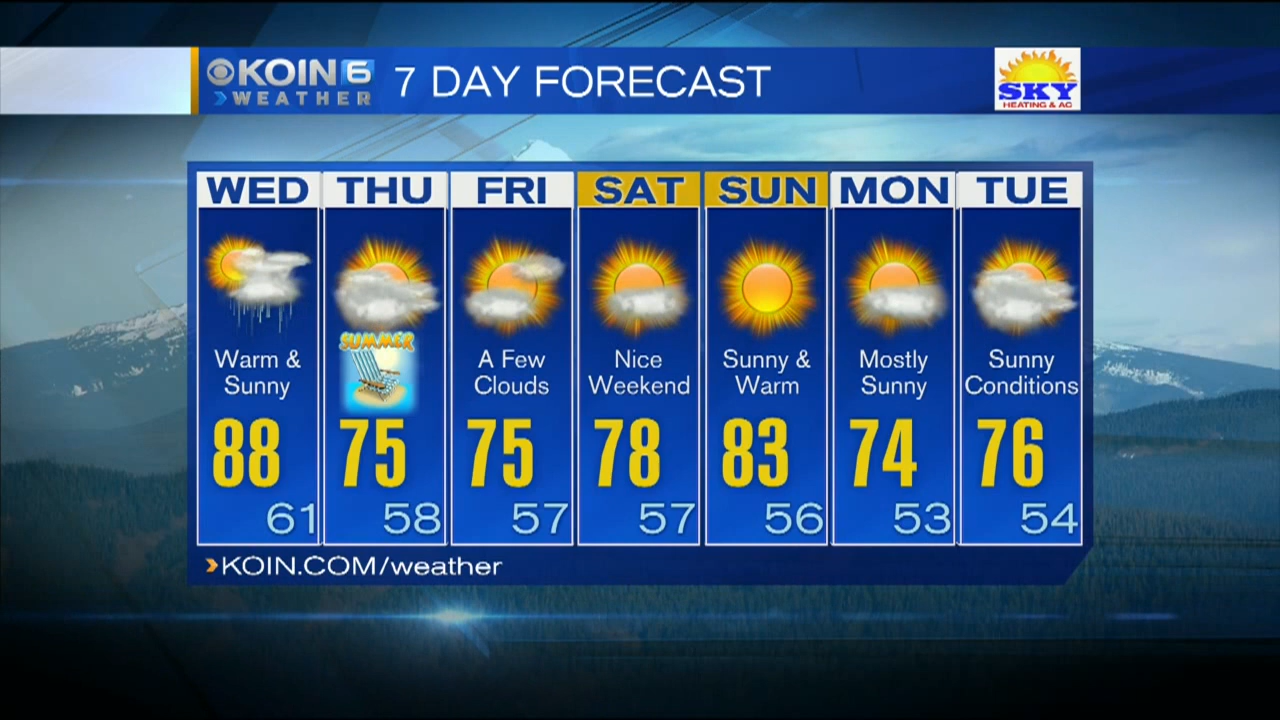 KOIN 6
WEATHER
7 DAY FORECAST
SKY
HEATING & AC
WED THU FRI SAT SUN MON TUE
SUMMER
Warm &
Sunny
A Few
Clouds
Nice
Weekend
Sunny &
Warm
Mostly
Sunny
Sunny
Conditions
88 75 75 78 83 74 76
61 58 57 57 56 53 54
KOIN.COM/weather